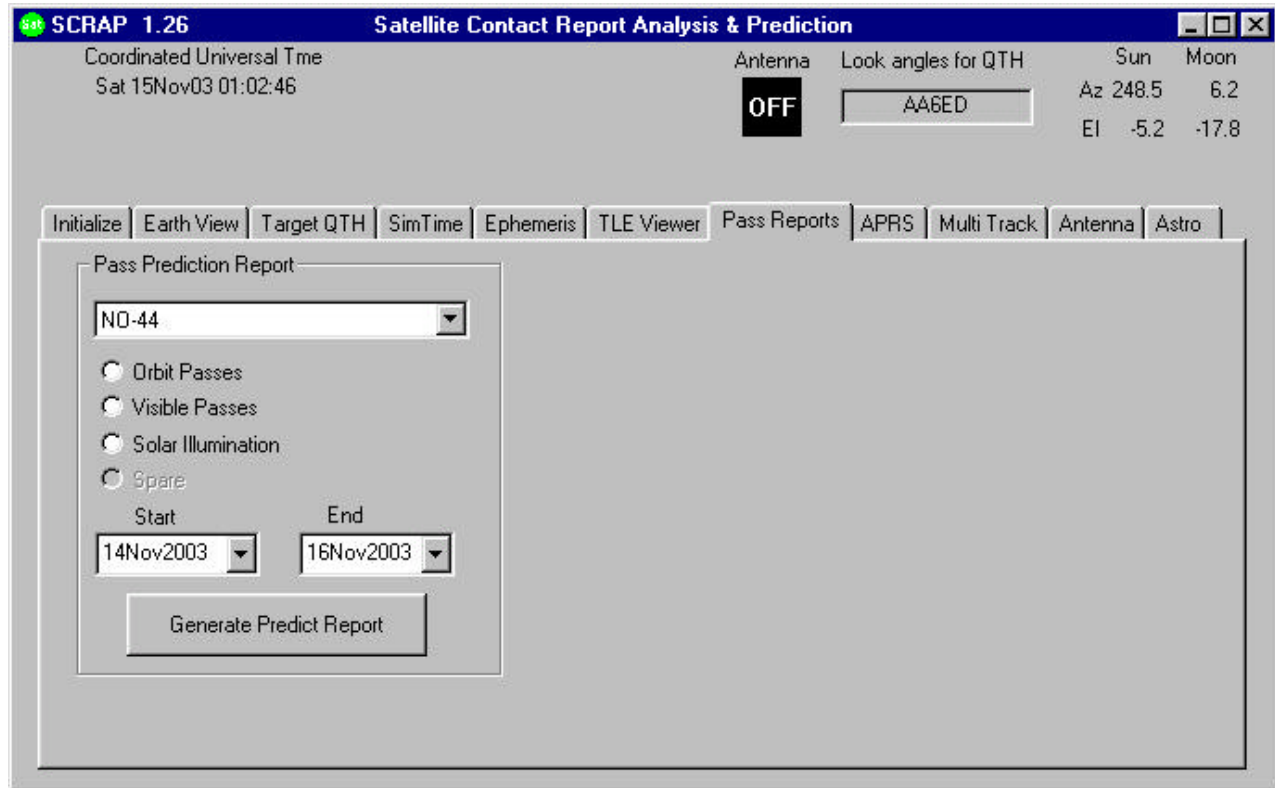 Sat SCRAP 1.26 Satellite Contact Report Analysis & Prediction
Coordinated Universal Tme
Sat 15Nov03 01:02:46
Antenna
OFF
Look angles for QTH
AA6ED
Sun Moon
Az 248.5 6.2
El -5.2 -17.8
Initialize Earth View Target QTH SimTime Ephemeris TLE Viewer Pass Reports APRS Multi Track Antenna Astro
Pass Prediction Report
NO-44
Orbit Passes
Visible Passes
Solar Illumination
Spare
Start End
14Nov2003 16Nov2003
Generate Predict Report